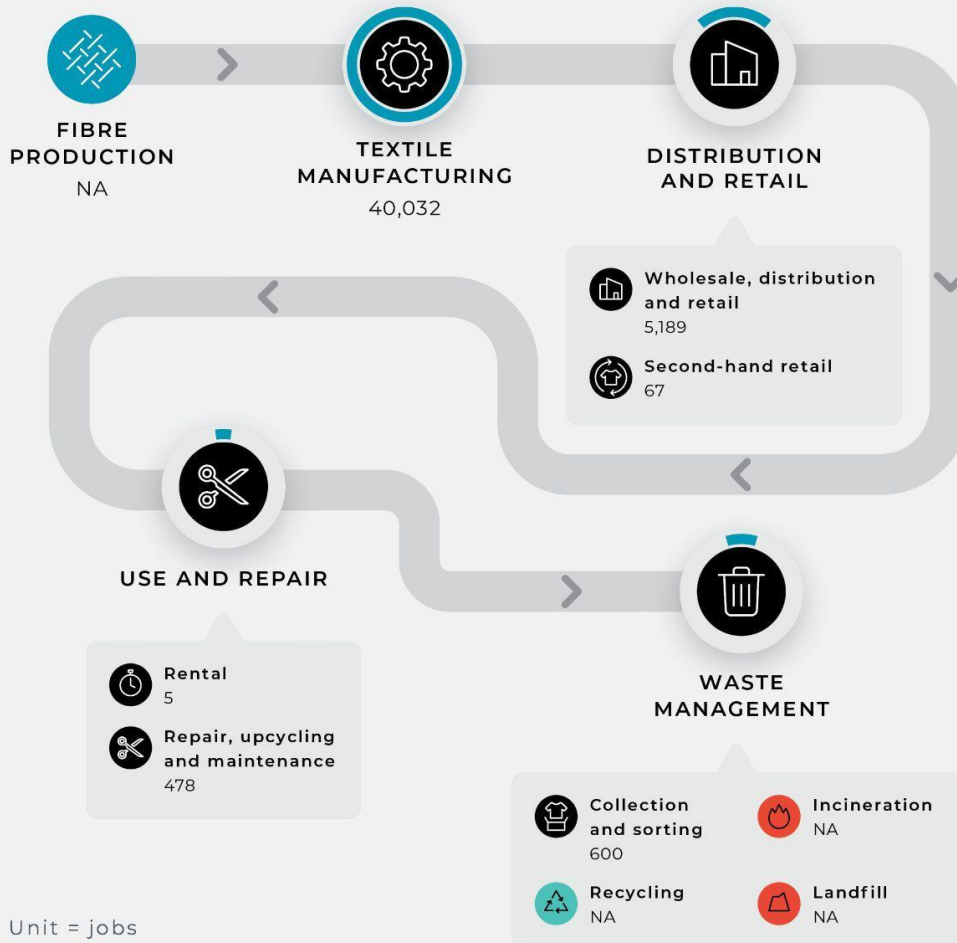 FIBRE
PRODUCTION
NA
TEXTILE
MANUFACTURING
40,032
DISTRIBUTION
AND RETAIL
Wholesale, distribution
and retail
5,189
Second-hand retail
67
USE AND REPAIR
Rental
5
Repair, upcycling
and maintenance
478
WASTE
MANAGEMENT
Collection
and sorting
600
Incineration
NA
Recycling
NA
Landfill
NA
Unit = jobs